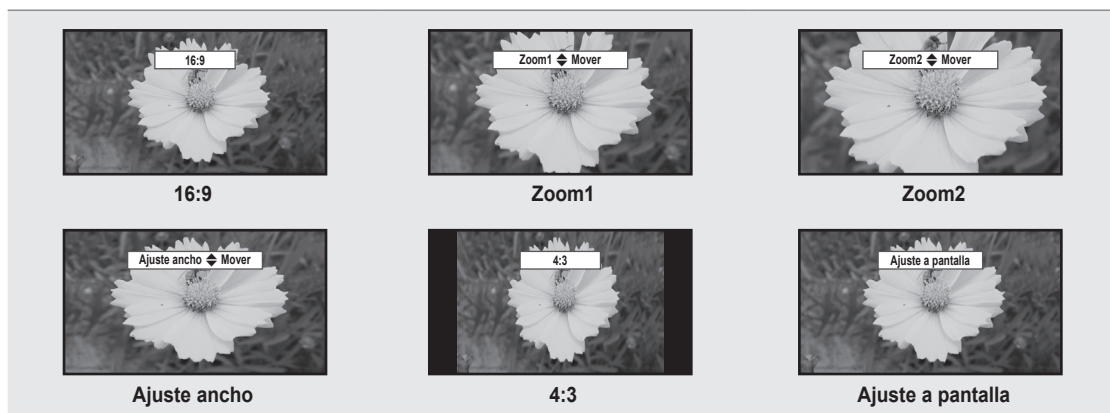 16:9
Zoom1 Mover
Zoom2 Mover
16:9
Zoom1
Zoom2
Ajuste ancho Mover
4:3
Ajuste a pantalla
Ajuste ancho
4:3
Ajuste a pantalla